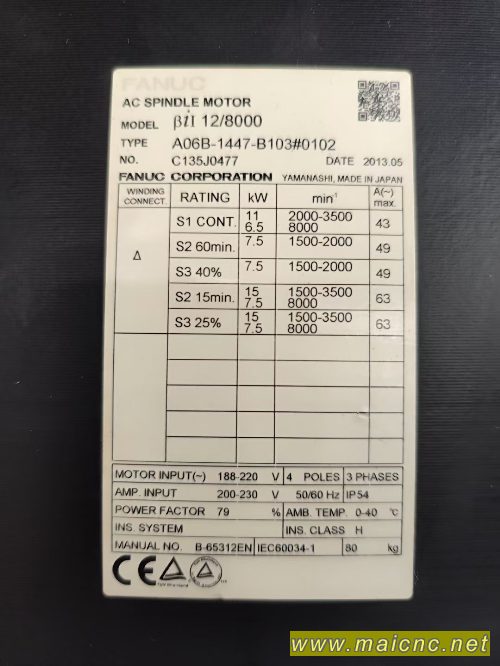 FANUC
AC SPINDLE MOTOR
MODEL βiI 12/8000
TYPE A06B-1447-B103#0102
NO. C135J0477 DATE 2013.05
FANUC CORPORATION YAMANASHI, MADE IN JAPAN
WINDING CONNECT. RATING kW min⁻¹ A(~) max.
Δ
S1 CONT. 11 2000-3500 43
6.5 8000
S2 60min. 7.5 1500-2000 49
S3 40% 7.5 1500-2000 49
S2 15min. 15 1500-3500 63
7.5 8000
S3 25% 15 1500-3500 63
7.5 8000
MOTOR INPUT(~) 188-220 V 4 POLES 3 PHASES
AMP. INPUT 200-230 V 50/60 Hz IP54
POWER FACTOR 79 % AMB. TEMP. 0-40 ℃
INS. SYSTEM INS. CLASS H
MANUAL NO. B-65312EN IEC60034-1 80 kg
CE
www.maicnc.net